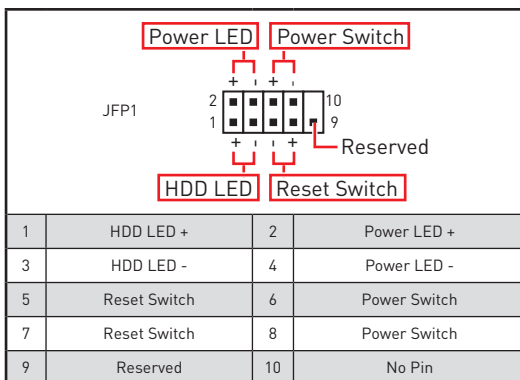 Power LED Power Switch
+ - + -
JFP1
2 10
1 9
+ - - +
Reserved
HDD LED Reset Switch
1 HDD LED + 2 Power LED +
3 HDD LED - 4 Power LED -
5 Reset Switch 6 Power Switch
7 Reset Switch 8 Power Switch
9 Reserved 10 No Pin